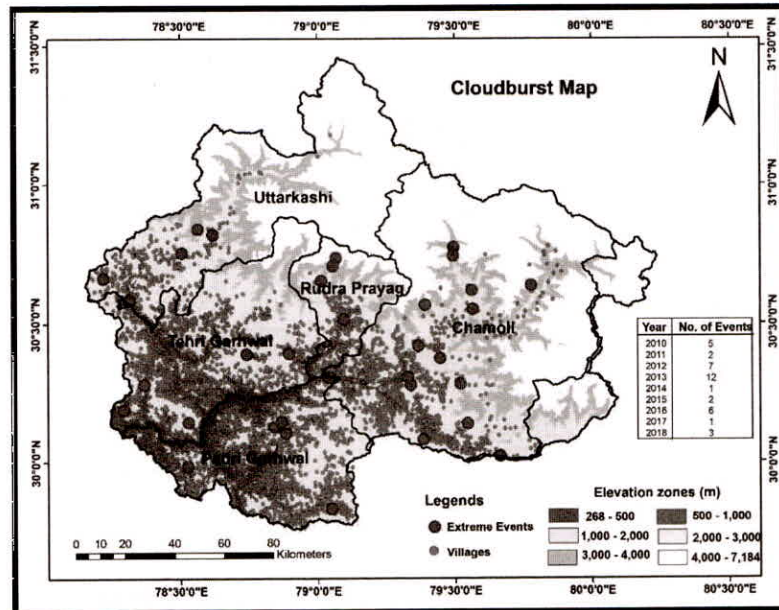 78°30'0"E 79°0'0"E 79°30'0"E 80°0'0"E 80°30'0"E
31°30'0"N
31°0'0"N
30°30'0"N
30°0'0"N
N
Cloudburst Map
Uttarkashi
Rudra Prayag
Tehri Garhwal
Chamoli
Pauri Garhwal
Year No. of Events
2010 5
2011 2
2012 7
2013 12
2014 1
2015 2
2016 6
2017 1
2018 3
31°30'0"N
31°0'0"N
30°30'0"N
30°0'0"N
Legends
Extreme Events
Villages
Elevation zones (m)
268 - 500 500 - 1,000
1,000 - 2,000 2,000 - 3,000
3,000 - 4,000 4,000 - 7,184
0 10 20 40 60 80
Kilometers
78°30'0"E 79°0'0"E 79°30'0"E 80°0'0"E 80°30'0"E